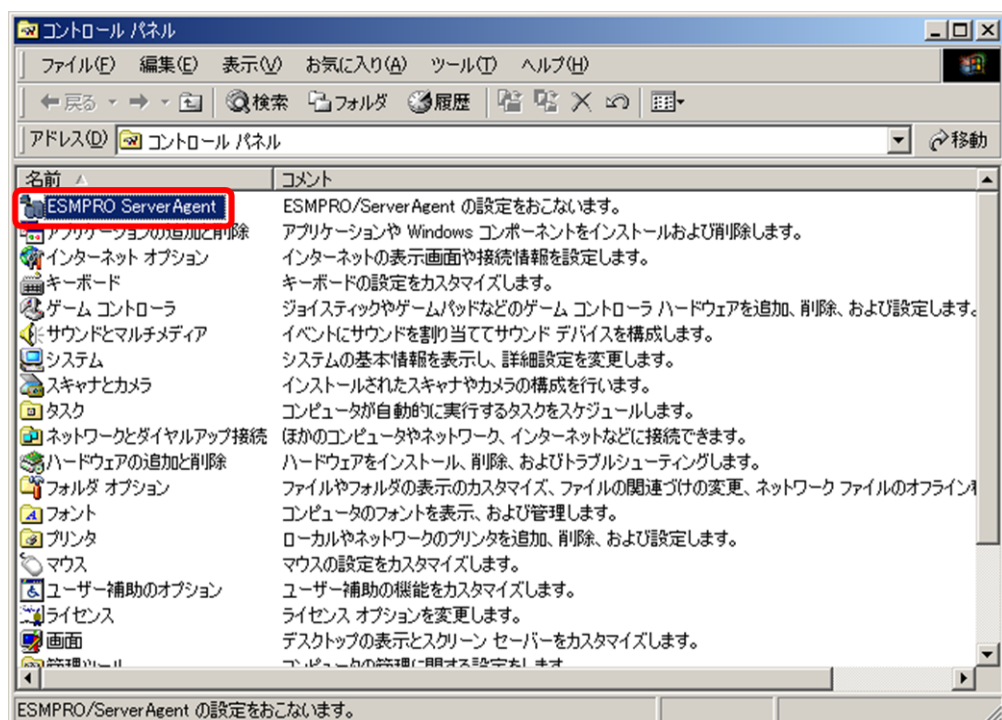 コントロール パネル
ファイル(F) 編集(E) 表示(V) お気に入り(A) ツール(T) ヘルプ(H)
戻る 検索 フォルダ 履歴
アドレス(D) コントロール パネル 移動
名前 コメント
ESMPRO ServerAgent ESMPRO/ServerAgent の設定をおこないます。
アプリケーションの追加と削除 アプリケーションや Windows コンポーネントをインストールおよび削除します。
インターネット オプション インターネットの表示画面や接続情報を設定します。
キーボード キーボードの設定をカスタマイズします。
ゲーム コントローラ ジョイスティックやゲームパッドなどのゲーム コントローラ ハードウェアを追加、削除、および設定します。
サウンドとマルチメディア イベントにサウンドを割り当ててサウンド デバイスを構成します。
システム システムの基本情報を表示し、詳細設定を変更します。
スキャナとカメラ インストールされたスキャナやカメラの構成を行います。
タスク コンピュータが自動的に実行するタスクをスケジュールします。
ネットワークとダイヤルアップ接続 ほかのコンピュータやネットワーク、インターネットなどに接続できます。
ハードウェアの追加と削除 ハードウェアをインストール、削除、およびトラブルシューティングします。
フォルダ オプション ファイルやフォルダの表示のカスタマイズ、ファイルの関連づけの変更、ネットワーク ファイルのオフライン
フォント コンピュータのフォントを表示、および管理します。
プリンタ ローカルやネットワークのプリンタを追加、削除、および設定します。
マウス マウスの設定をカスタマイズします。
ユーザー補助のオプション ユーザー補助の機能をカスタマイズします。
ライセンス ライセンス オプションを変更します。
画面 デスクトップの表示とスクリーン セーバーをカスタマイズします。
管理ツール コンピュータの管理に関する設定をします
ESMPRO/ServerAgent の設定をおこないます。